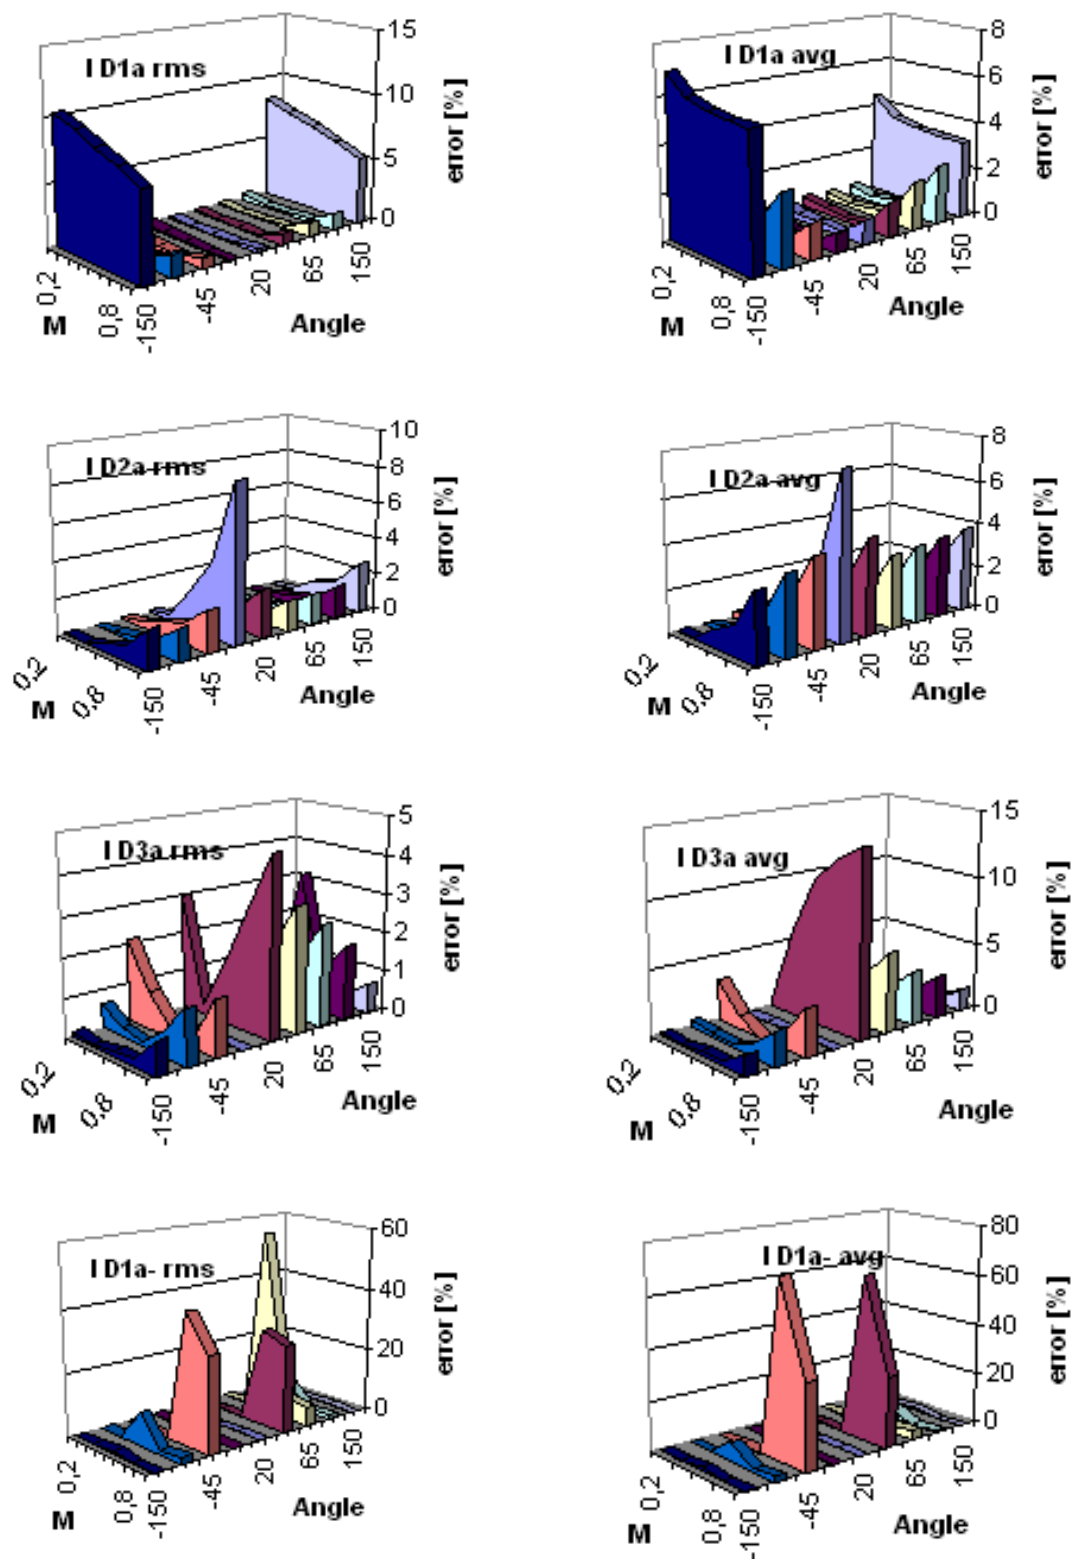 I D1a rms
15
10
5
0
error [%]
0,2
0,8
M
-150
-45
20
65
150
Angle
I D1a avg
8
6
4
2
0
error [%]
0,2
0,8
M
-150
-45
20
65
150
Angle
I D2a rms
10
8
6
4
2
0
error [%]
0,2
0,8
M
-150
-45
20
65
150
Angle
I D2a avg
8
6
4
2
0
error [%]
0,2
0,8
M
-150
-45
20
65
150
Angle
I D3a rms
5
4
3
2
1
0
error [%]
0,2
0,8
M
-150
-45
20
65
150
Angle
I D3a avg
15
10
5
0
error [%]
0,2
0,8
M
-150
-45
20
65
150
Angle
I D1a- rms
60
40
20
0
error [%]
0,2
0,8
M
-150
-45
20
65
150
Angle
I D1a- avg
80
60
40
20
0
error [%]
0,2
0,8
M
-150
-45
20
65
150
Angle